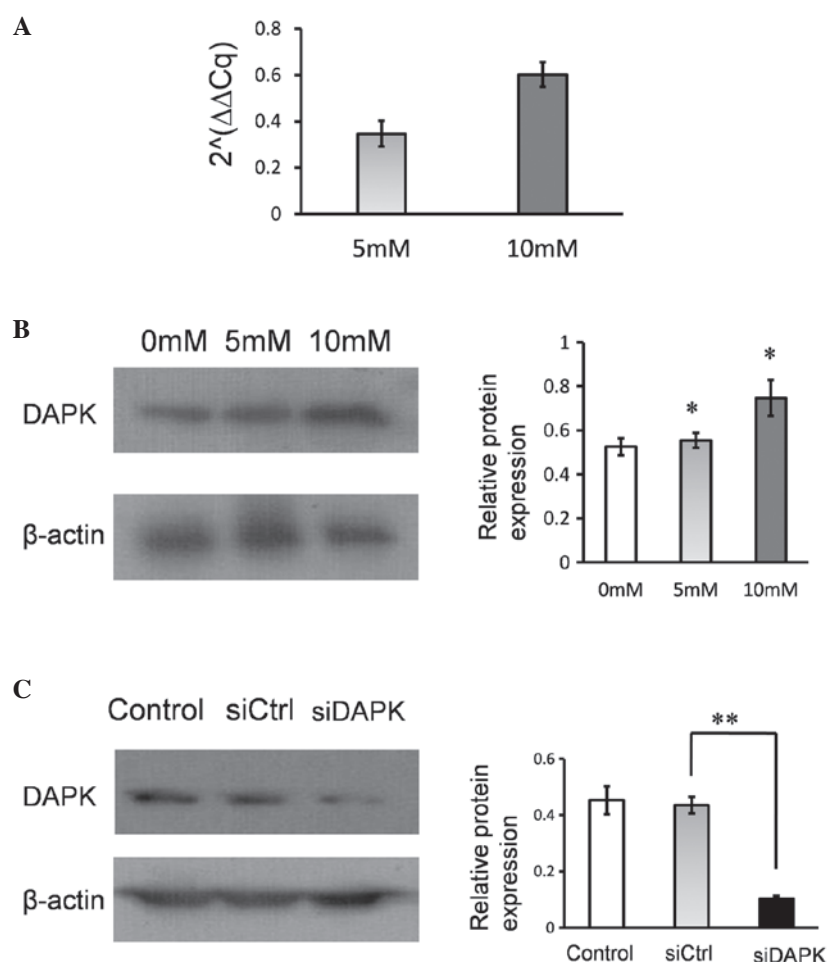 A
2^(ΔΔCq)
0.8
0.6
0.4
0.2
0
5mM 10mM
B
0mM 5mM 10mM
DAPK
β-actin
Relative protein
expression
1
0.8
0.6
0.4
0.2
0
*
*
0mM 5mM 10mM
C
Control siCtrl siDAPK
DAPK
β-actin
Relative protein
expression
0.6
0.4
0.2
0
**
Control siCtrl siDAPK